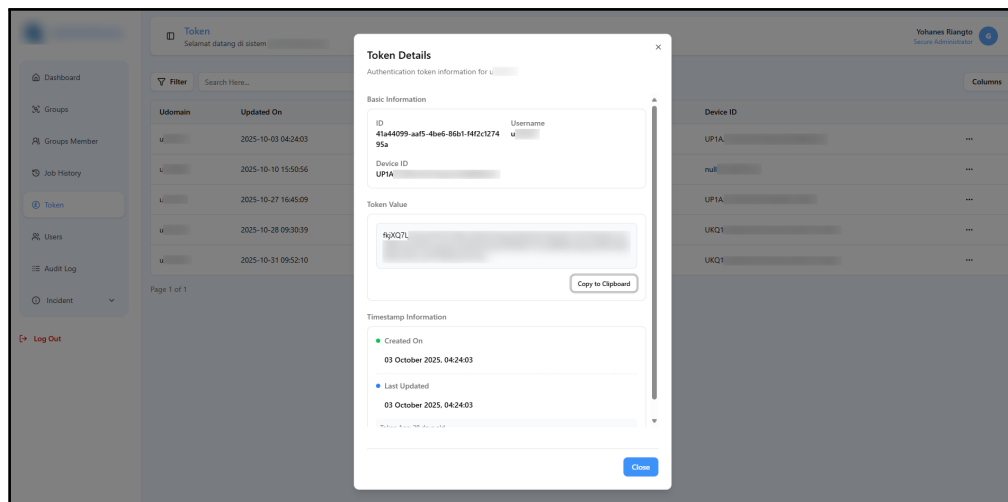 Token
Selamat datang di sistem
Yohanes Riangto
Secure Administrator
G
Dashboard
Groups
Groups Member
Job History
Token
Users
Audit Log
Incident
Log Out
Filter
Search Here...
Columns
Udomain
Updated On
Device ID
u
2025-10-03 04:24:03
UP1A.
...
u
2025-10-10 15:50:56
null
...
u
2025-10-27 16:45:09
UP1A.
...
u
2025-10-28 09:30:39
UKQ1
...
u
2025-10-31 09:52:10
UKQ1
...
Page 1 of 1
Token Details
Authentication token information for u
Basic Information
ID
41a44099-aaf5-4be6-86b1-f4f2c1274
95a
Username
u
Device ID
UP1A
Token Value
fkjXQ7L
Copy to Clipboard
Timestamp Information
Created On
03 October 2025, 04:24:03
Last Updated
03 October 2025, 04:24:03
Close